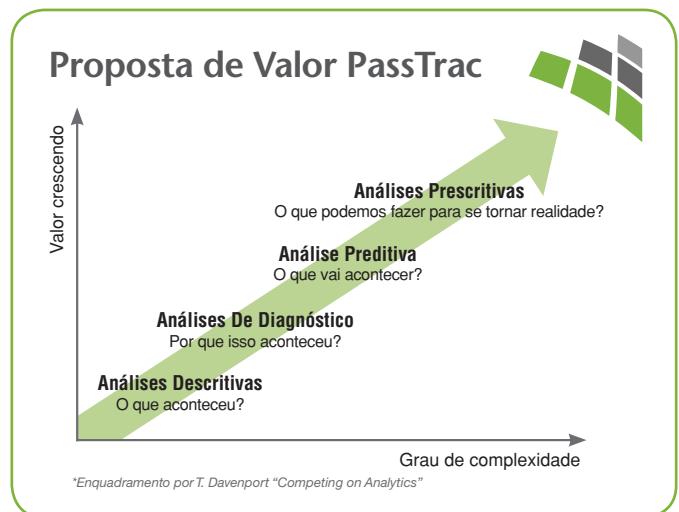 Proposta de Valor PassTrac
Valor crescendo
Análises Prescritivas
O que podemos fazer para se tornar realidade?
Análise Preditiva
O que vai acontecer?
Análises De Diagnóstico
Por que isso aconteceu?
Análises Descritivas
O que aconteceu?
Grau de complexidade
*Enquadramento por T. Davenport “Competing on Analytics”